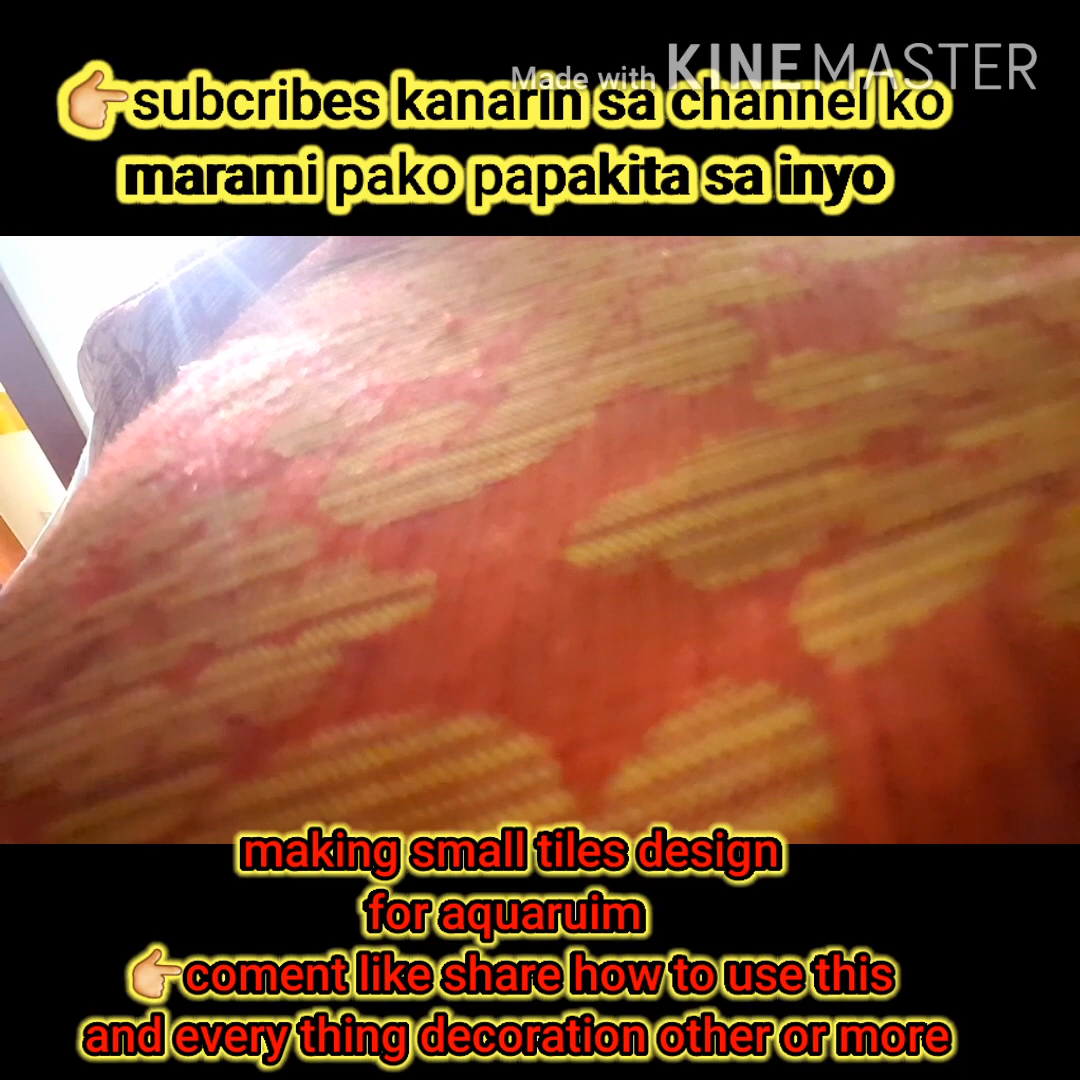 Made with KINEMASTER
👉subcribes kanarin sa channel ko
marami pako papakita sa inyo
making small tiles design
for aquaruim
👉coment like share how to use this
and every thing decoration other or more